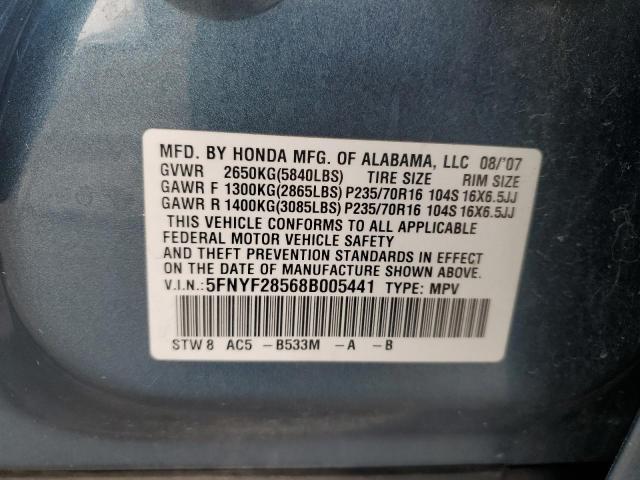 MFD. BY HONDA MFG. OF ALABAMA, LLC 08/'07
GVWR 2650KG(5840LBS) TIRE SIZE RIM SIZE
GAWR F 1300KG(2865LBS) P235/70R16 104S 16X6.5JJ
GAWR R 1400KG(3085LBS) P235/70R16 104S 16X6.5JJ
THIS VEHICLE CONFORMS TO ALL APPLICABLE
FEDERAL MOTOR VEHICLE SAFETY
AND THEFT PREVENTION STANDARDS IN EFFECT
ON THE DATE OF MANUFACTURE SHOWN ABOVE.
V.I.N.: 5FNYF28568B005441 TYPE: MPV
STW8 AC5 -B533M -A -B